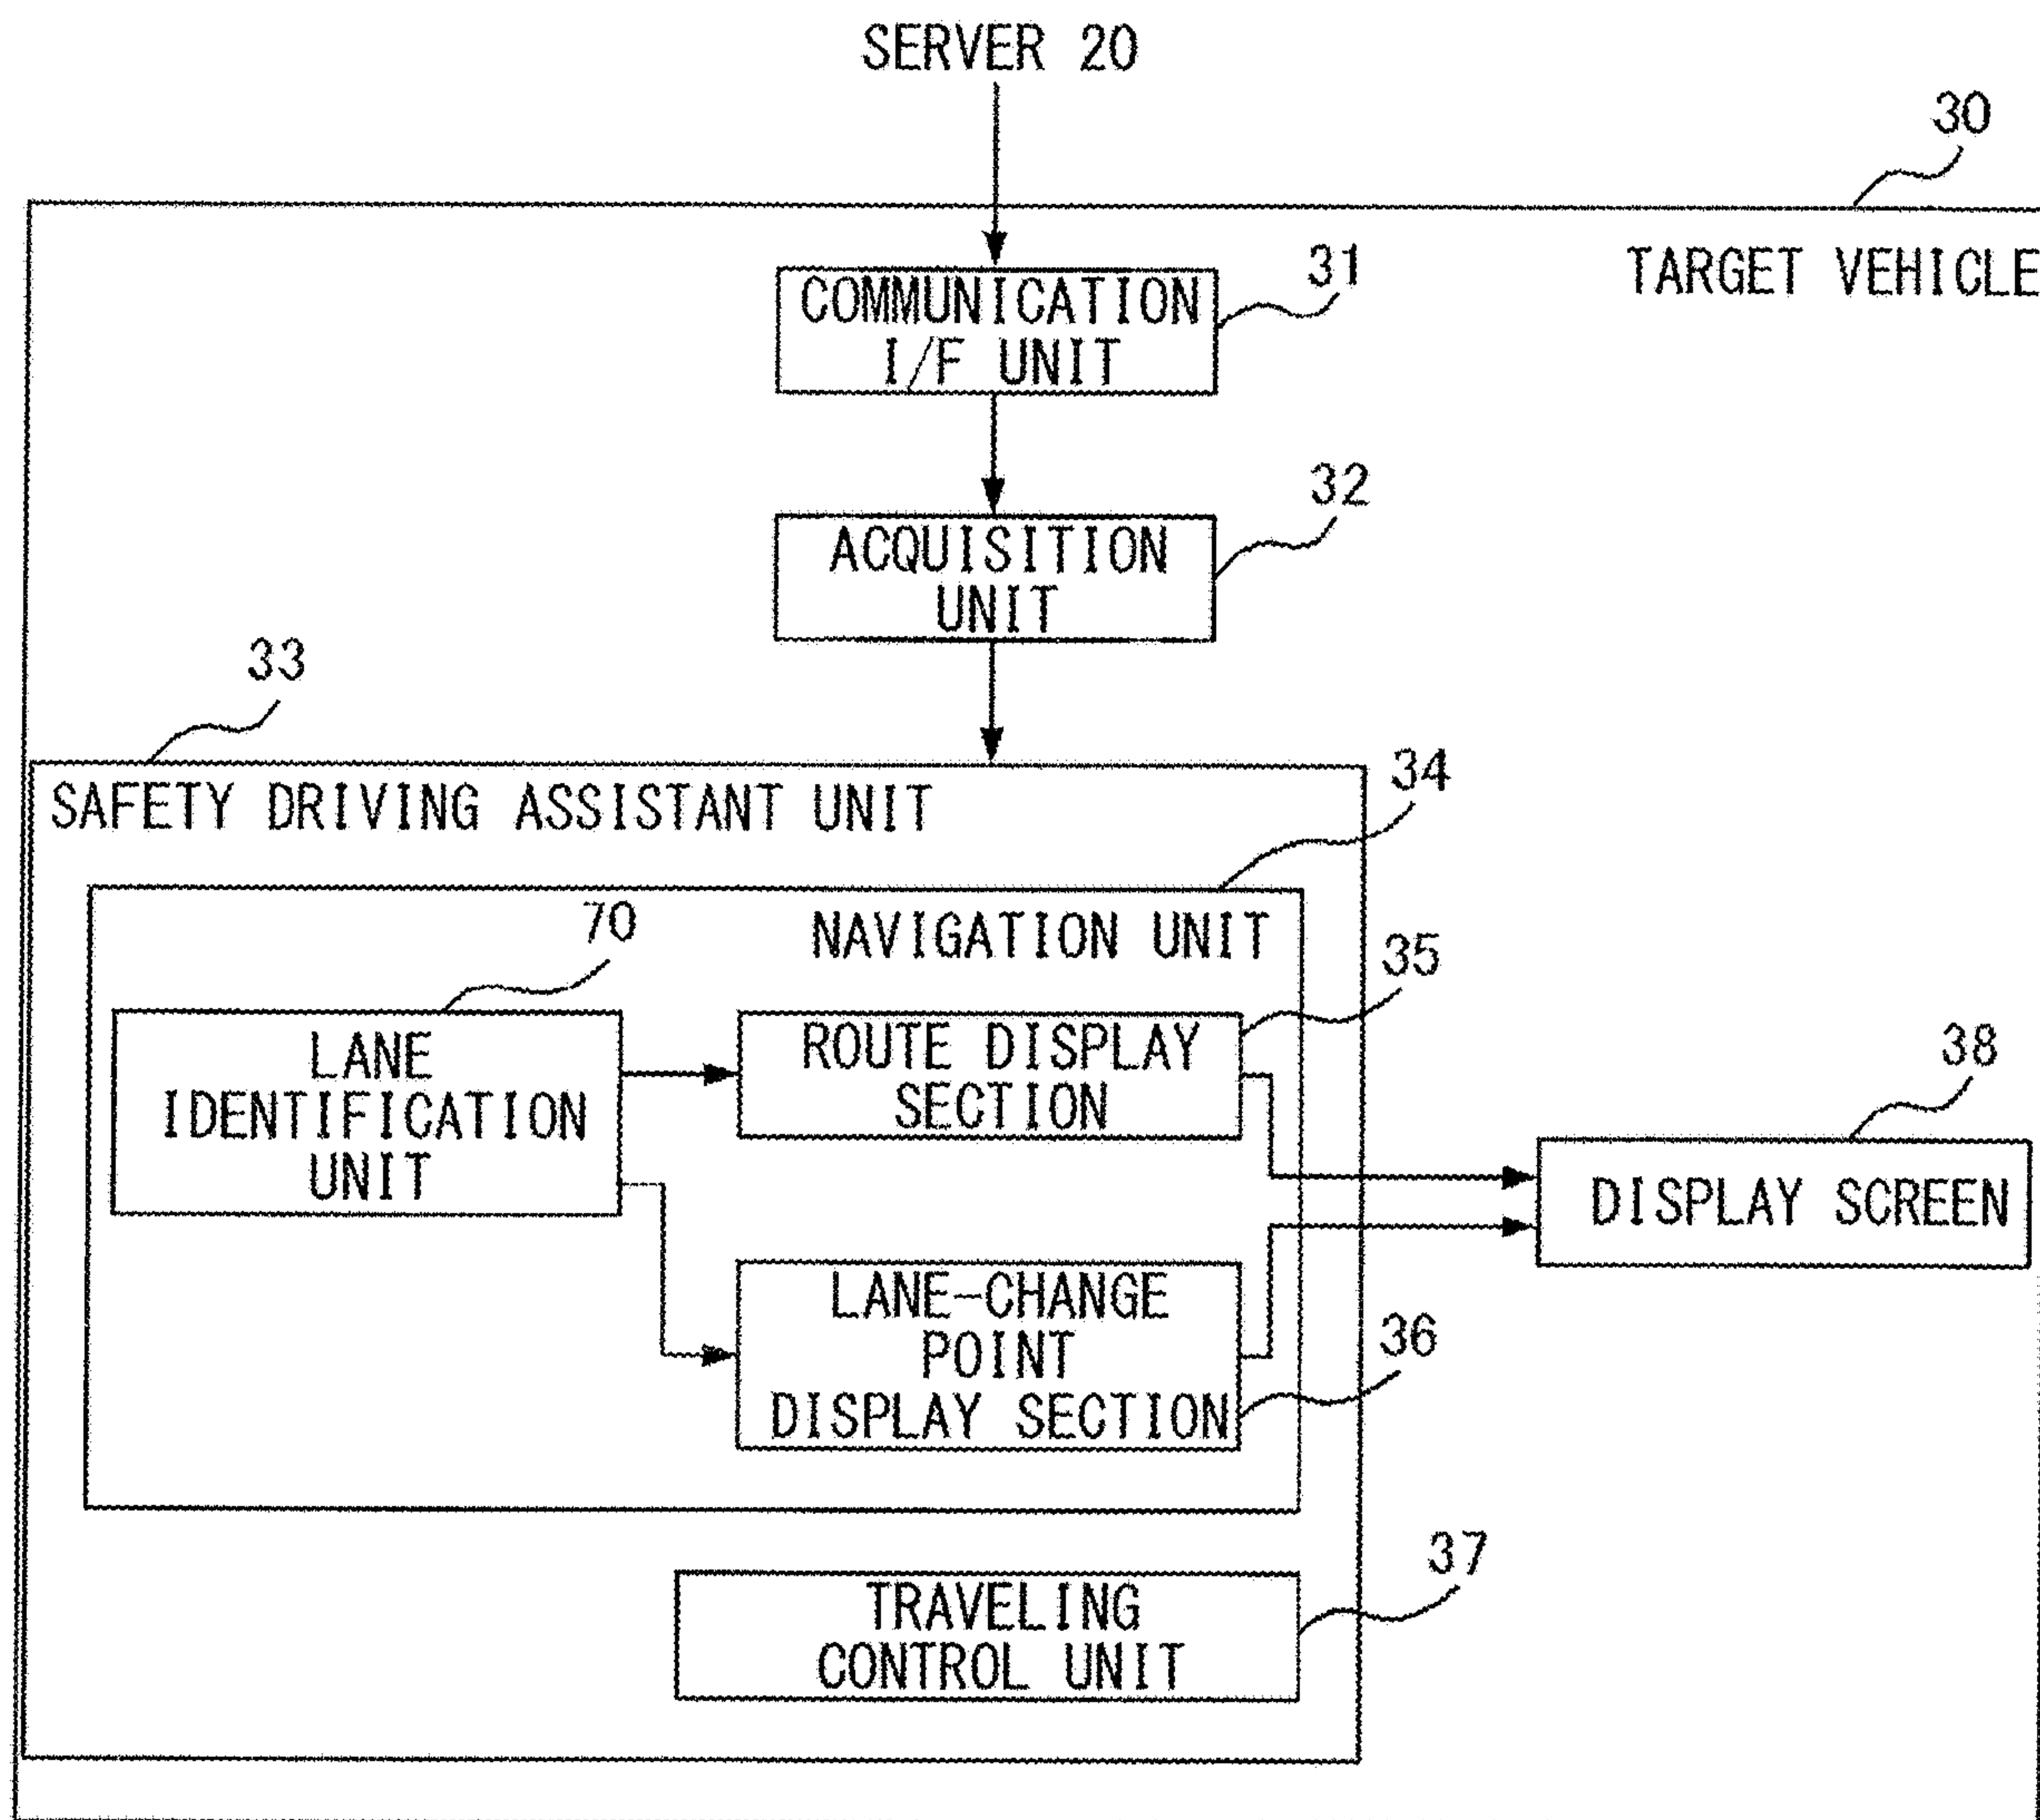 SERVER 20
30
TARGET VEHICLE
31
COMMUNICATION
I/F UNIT
32
ACQUISITION
UNIT
33
SAFETY DRIVING ASSISTANT UNIT
34
NAVIGATION UNIT
70
LANE
IDENTIFICATION
UNIT
35
ROUTE DISPLAY
SECTION
38
DISPLAY SCREEN
LANE-CHANGE
POINT
DISPLAY SECTION
36
37
TRAVELING
CONTROL UNIT